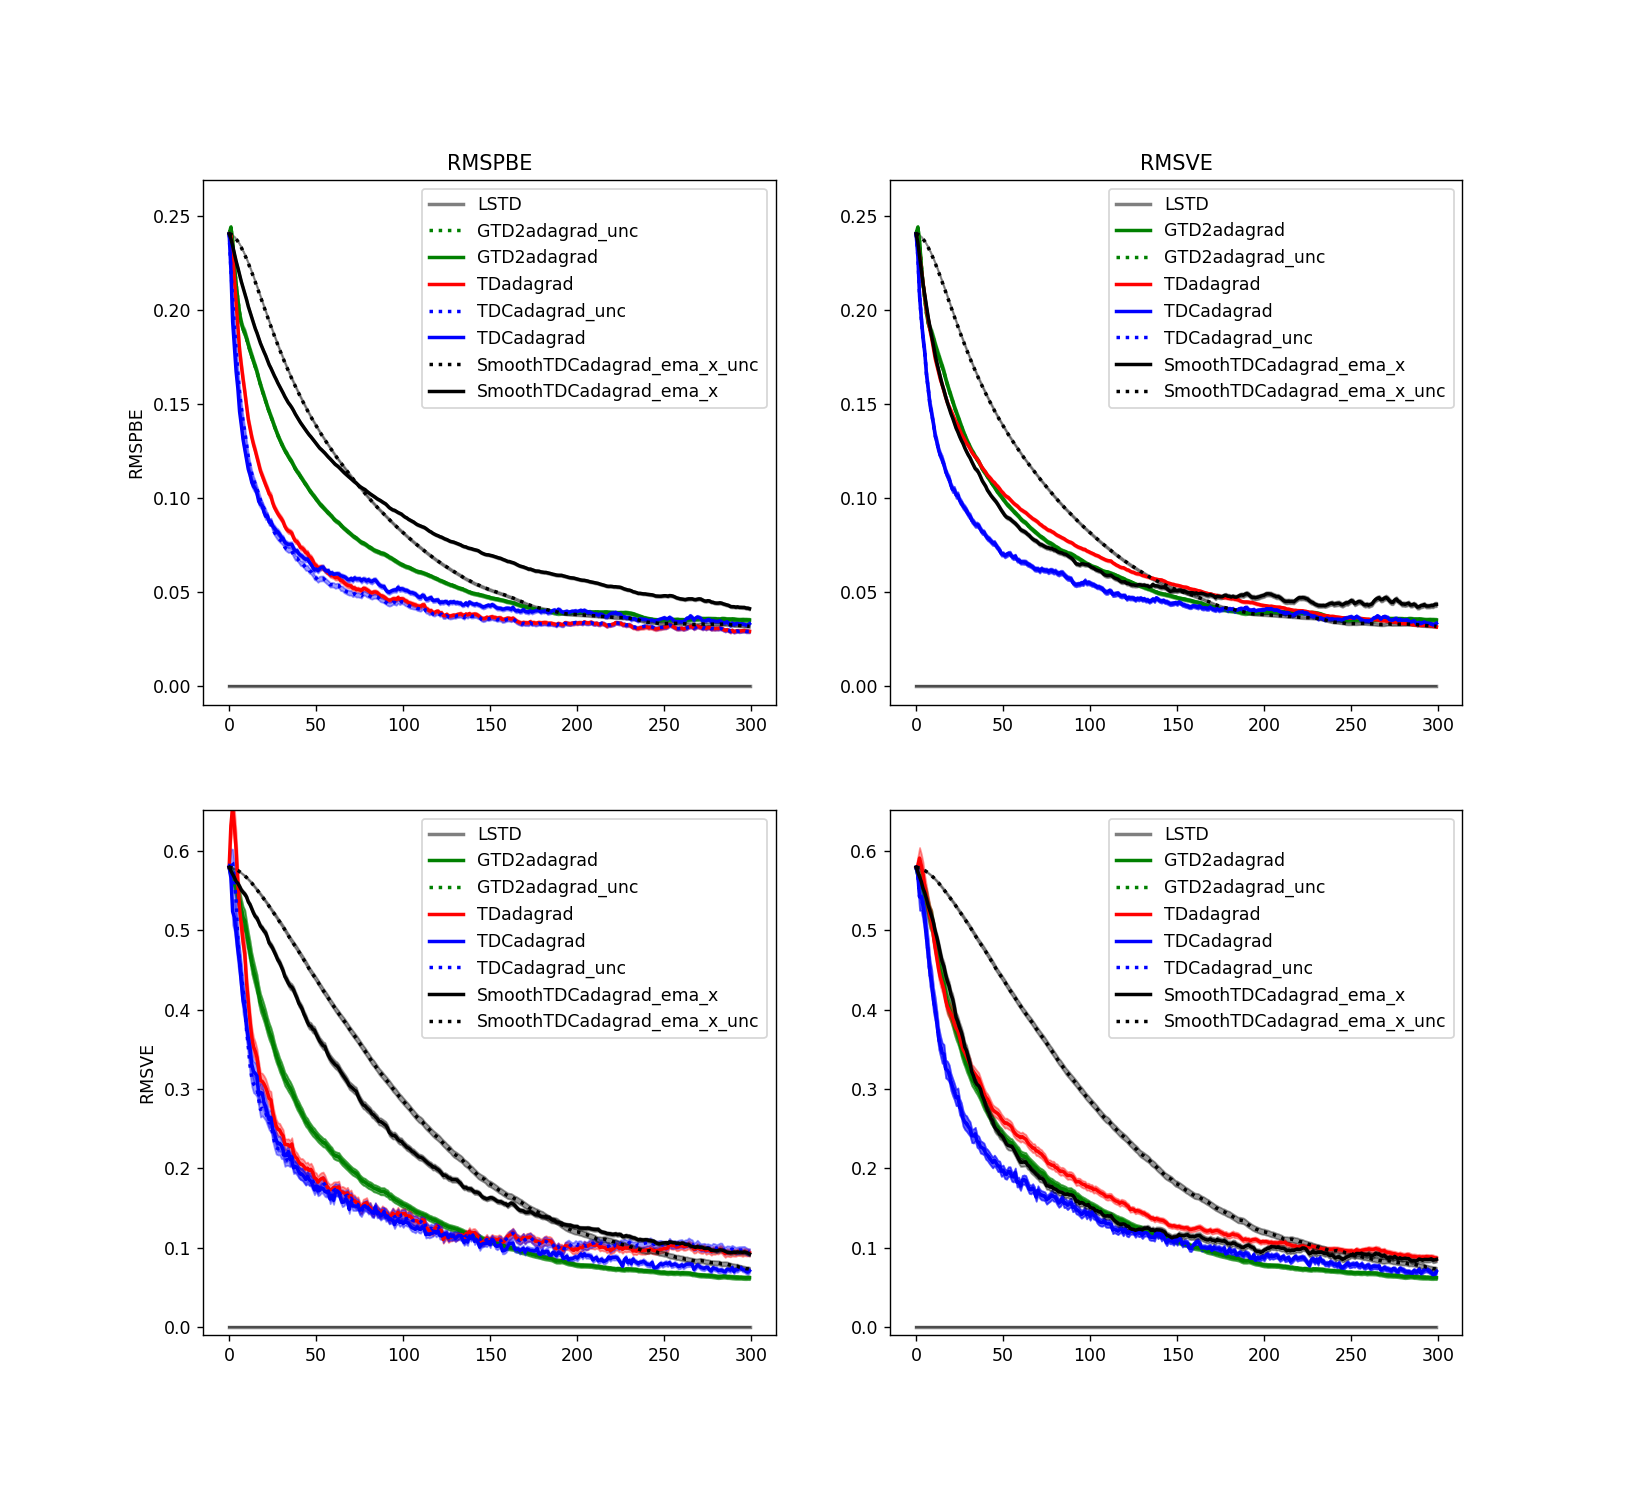 RMSPBE
RMSPBE
0.25
0.20
0.15
0.10
0.05
0.00
0 50 100 150 200 250 300
LSTD
GTD2adagrad_unc
GTD2adagrad
TDadagrad
TDCadagrad_unc
TDCadagrad
SmoothTDCadagrad_ema_x_unc
SmoothTDCadagrad_ema_x
RMSVE
0.25
0.20
0.15
0.10
0.05
0.00
0 50 100 150 200 250 300
LSTD
GTD2adagrad
GTD2adagrad_unc
TDadagrad
TDCadagrad
TDCadagrad_unc
SmoothTDCadagrad_ema_x
SmoothTDCadagrad_ema_x_unc
RMSVE
0.6
0.5
0.4
0.3
0.2
0.1
0.0
0 50 100 150 200 250 300
LSTD
GTD2adagrad
GTD2adagrad_unc
TDadagrad
TDCadagrad
TDCadagrad_unc
SmoothTDCadagrad_ema_x
SmoothTDCadagrad_ema_x_unc
0.6
0.5
0.4
0.3
0.2
0.1
0.0
0 50 100 150 200 250 300
LSTD
GTD2adagrad
GTD2adagrad_unc
TDadagrad
TDCadagrad
TDCadagrad_unc
SmoothTDCadagrad_ema_x
SmoothTDCadagrad_ema_x_unc